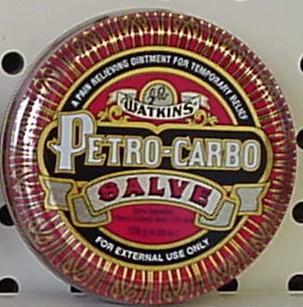 A PAIN RELIEVING OINTMENT FOR TEMPORARY RELIEF
WATKINS
PETRO-CARBO
SALVE
FOR EXTERNAL USE ONLY